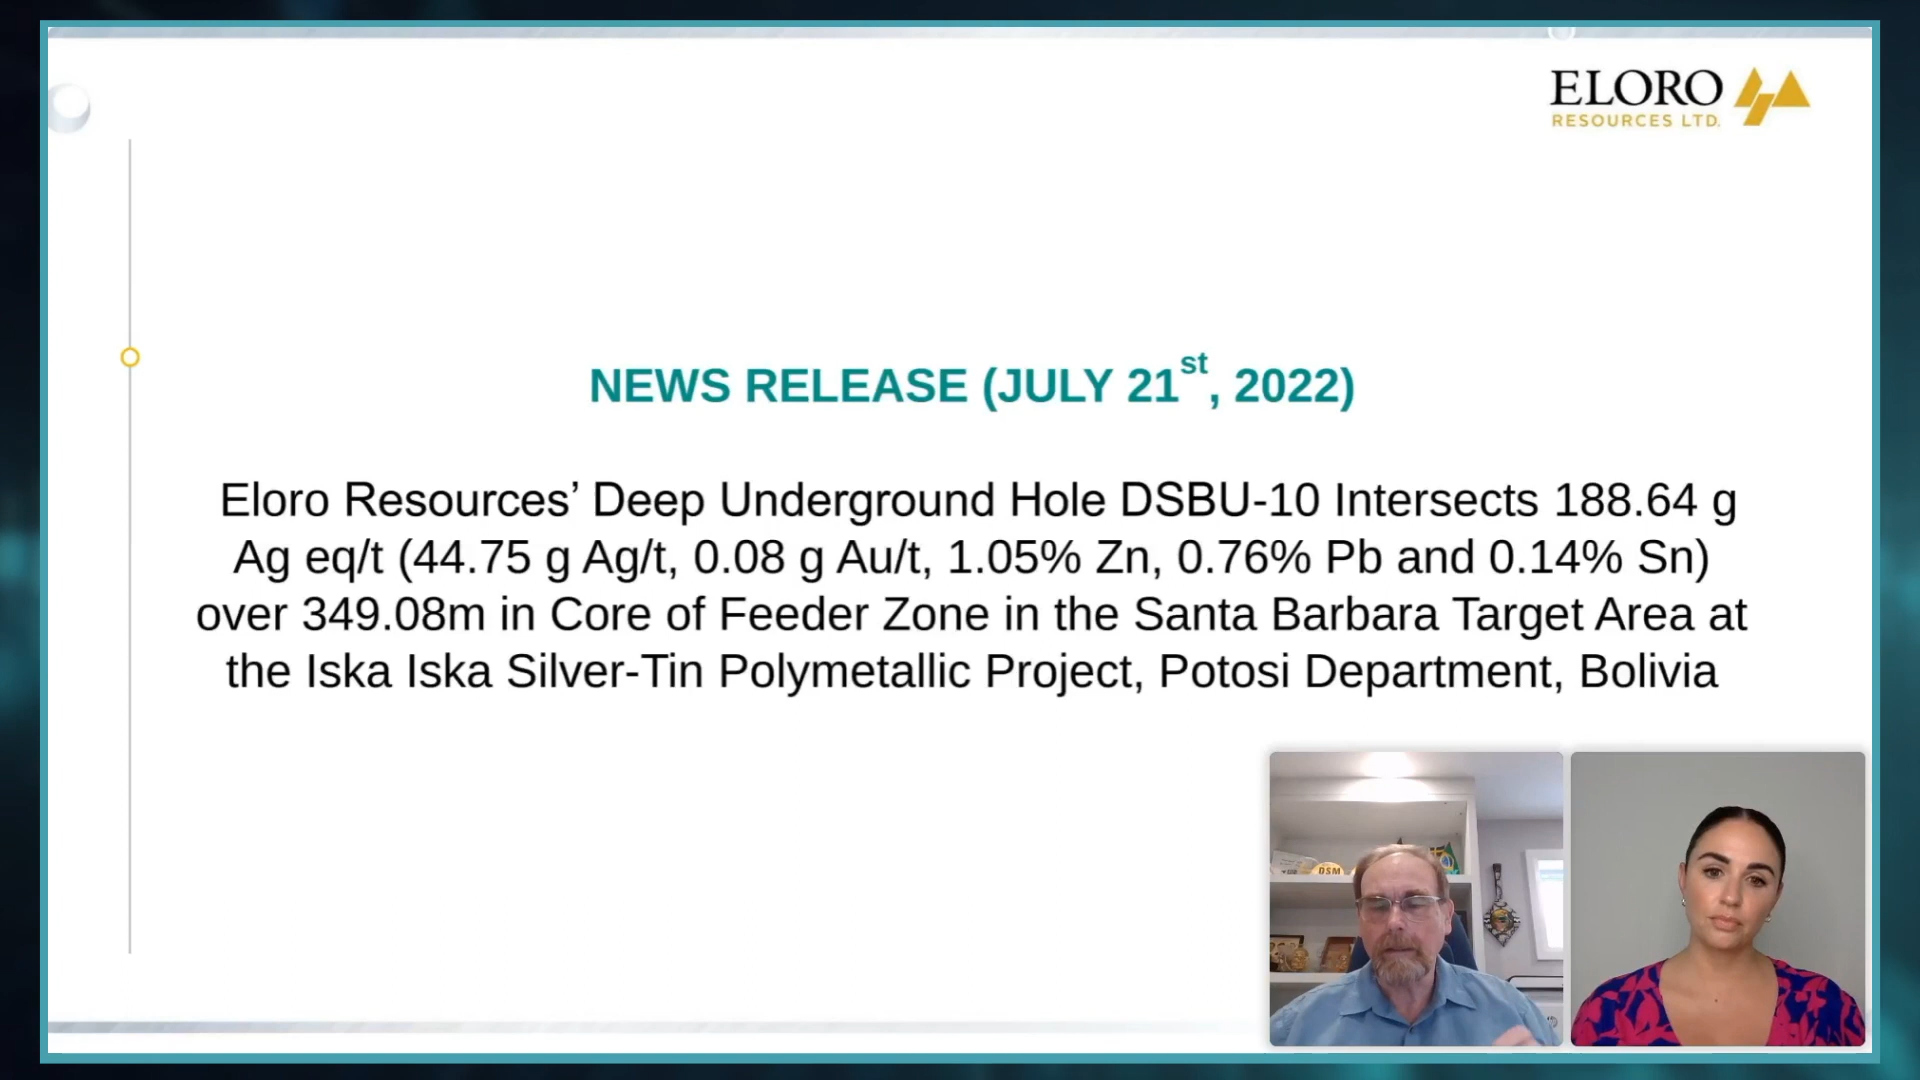 ELORO
RESOURCES LTD.
NEWS RELEASE (JULY 21st, 2022)
Eloro Resources’ Deep Underground Hole DSBU-10 Intersects 188.64 g
Ag eq/t (44.75 g Ag/t, 0.08 g Au/t, 1.05% Zn, 0.76% Pb and 0.14% Sn)
over 349.08m in Core of Feeder Zone in the Santa Barbara Target Area at
the Iska Iska Silver-Tin Polymetallic Project, Potosi Department, Bolivia
DSM